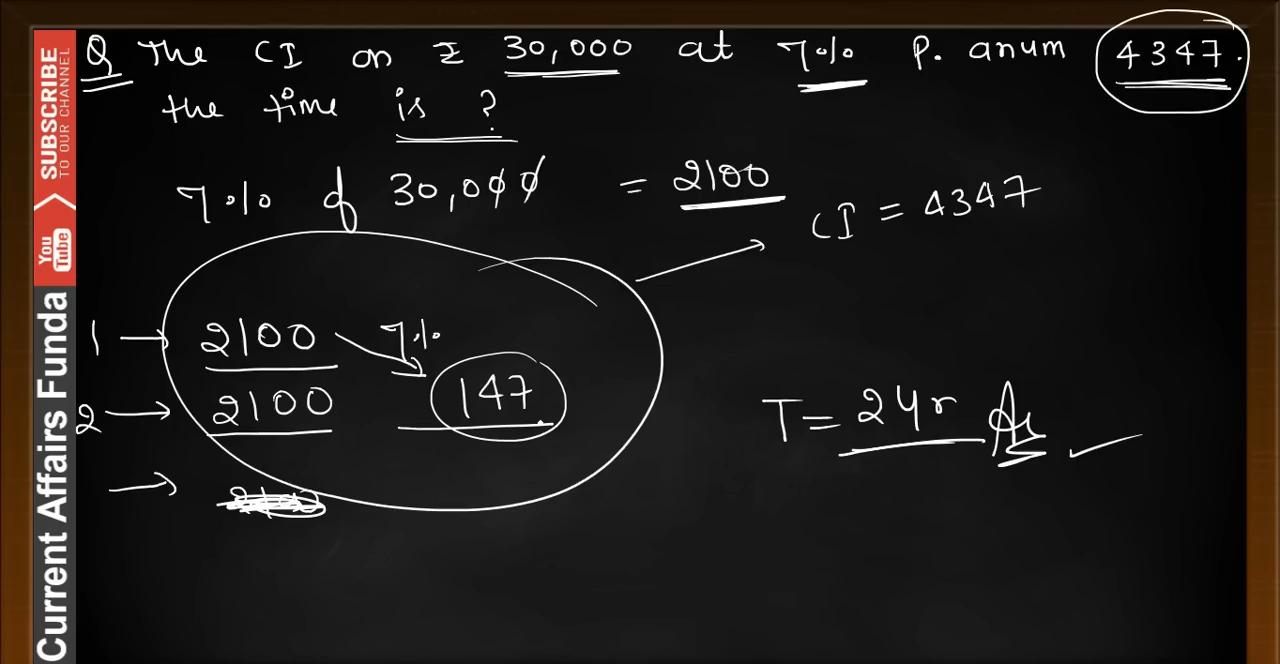 Q The CI on ₹ 30,000 at 7% P. anum 4347.
the time is ?
7% of 30,000 = 2100
CI = 4347
1 → 2100 7%
2 → 2100 147
T = 2yr Ans
SUBSCRIBE
TO OUR CHANNEL
You
Tube
Current Affairs Funda